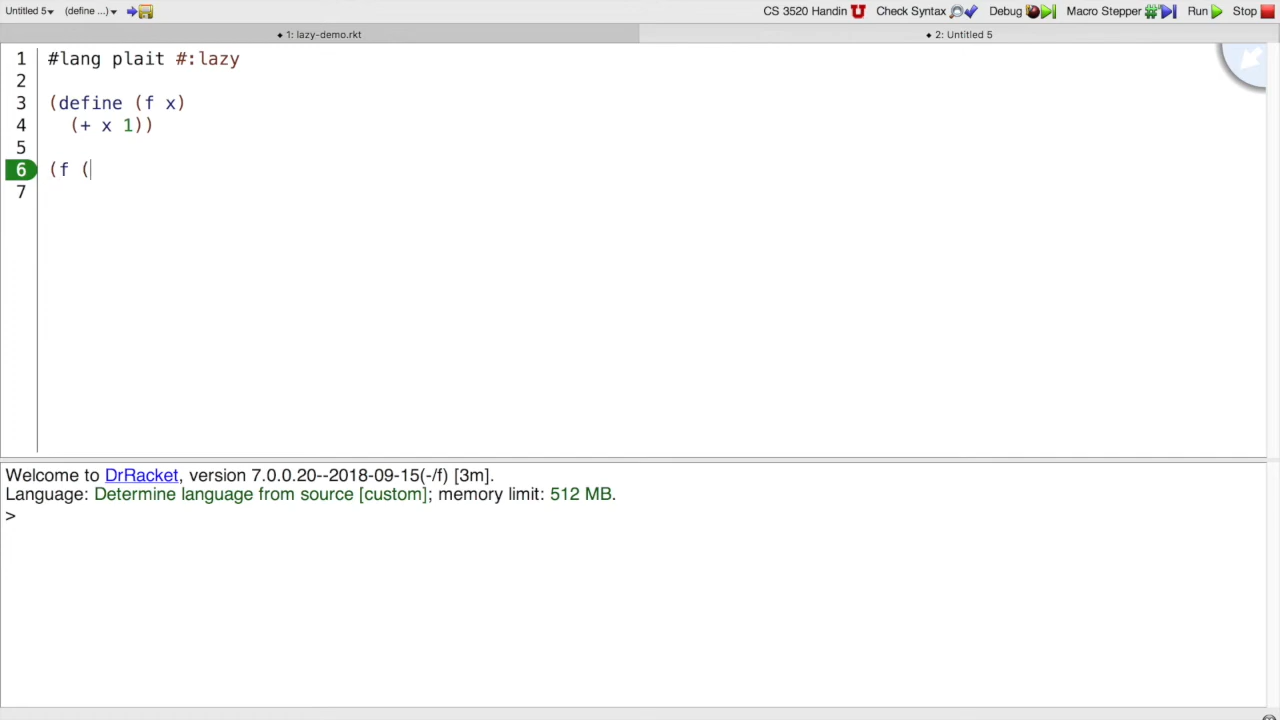 Untitled 5 (define ...) CS 3520 Handin Check Syntax Debug Macro Stepper Run Stop
1: lazy-demo.rkt 2: Untitled 5
1 #lang plait #:lazy
2
3 (define (f x)
4 (+ x 1))
5
6 (f (
7
Welcome to DrRacket, version 7.0.0.20--2018-09-15(-/f) [3m].
Language: Determine language from source [custom]; memory limit: 512 MB.
>